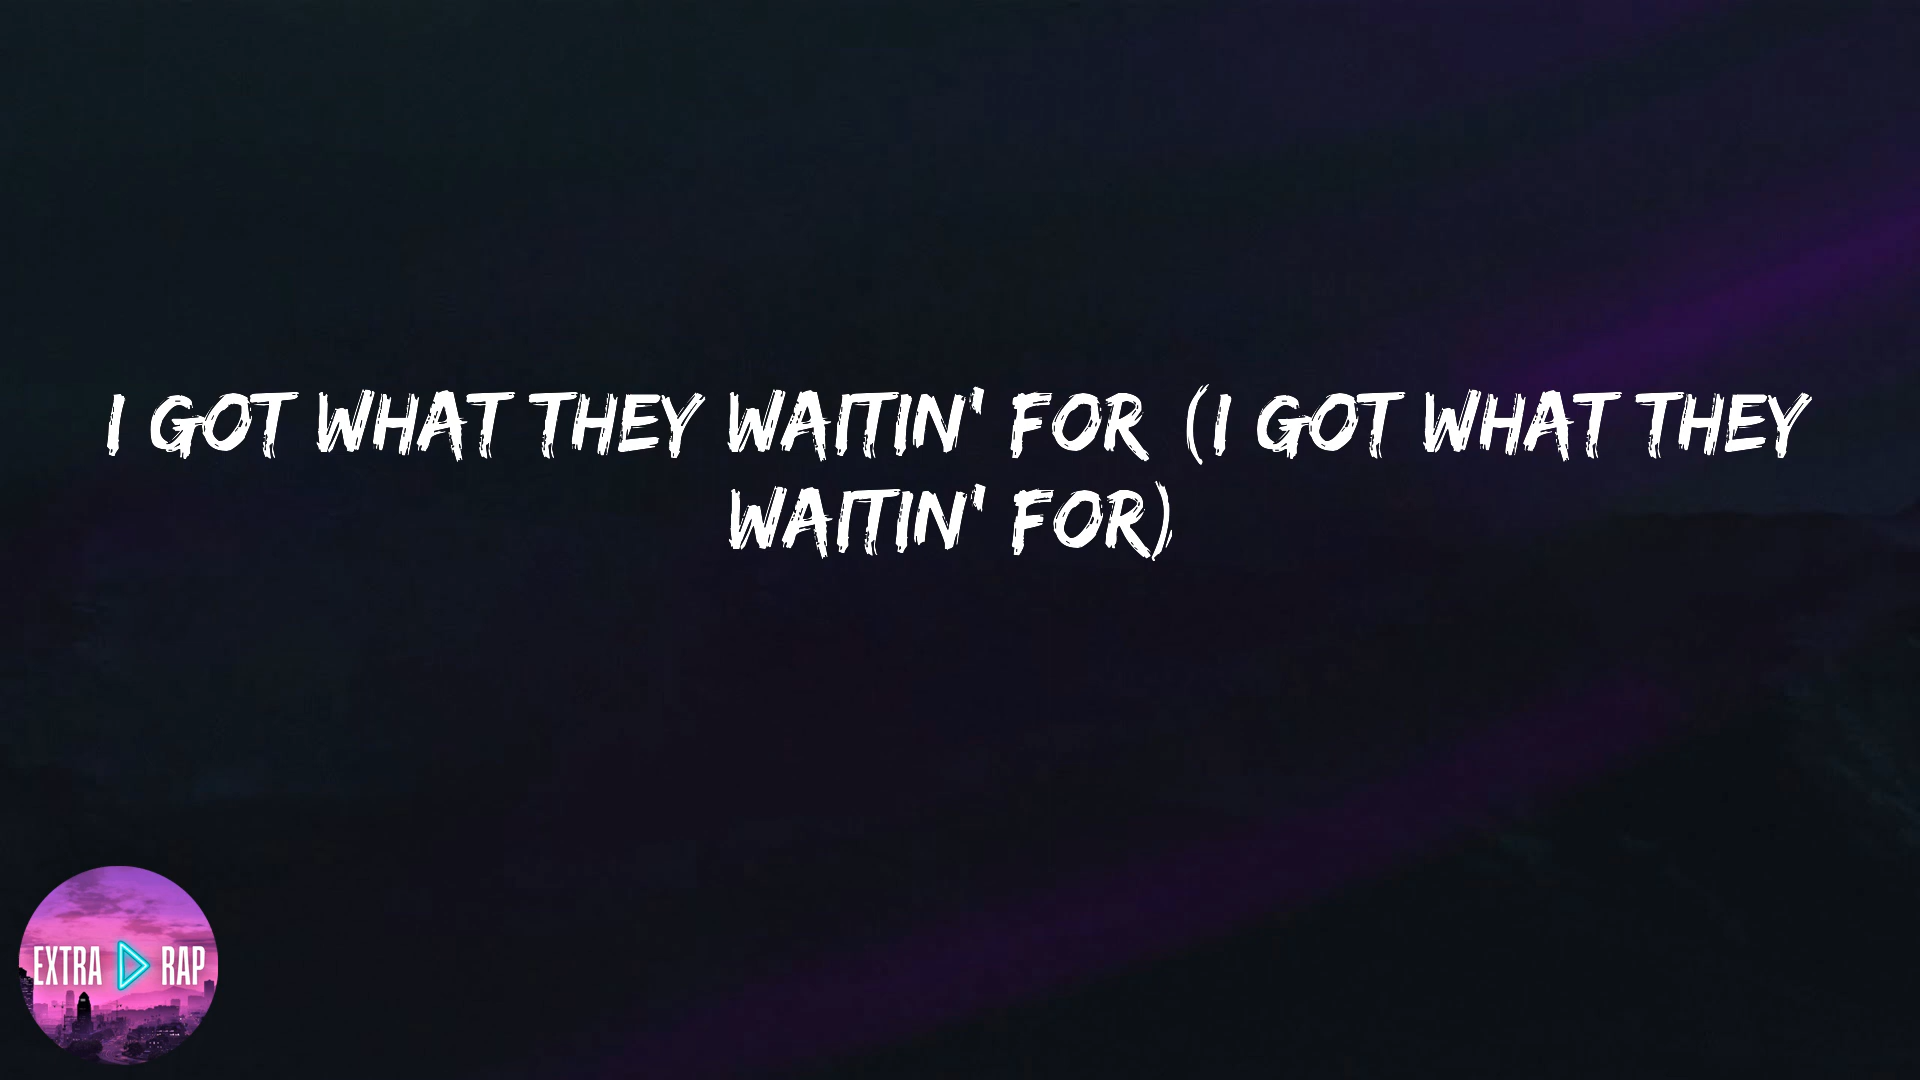 I GOT WHAT THEY WAITIN' FOR (I GOT WHAT THEY
WAITIN' FOR)
EXTRA RAP